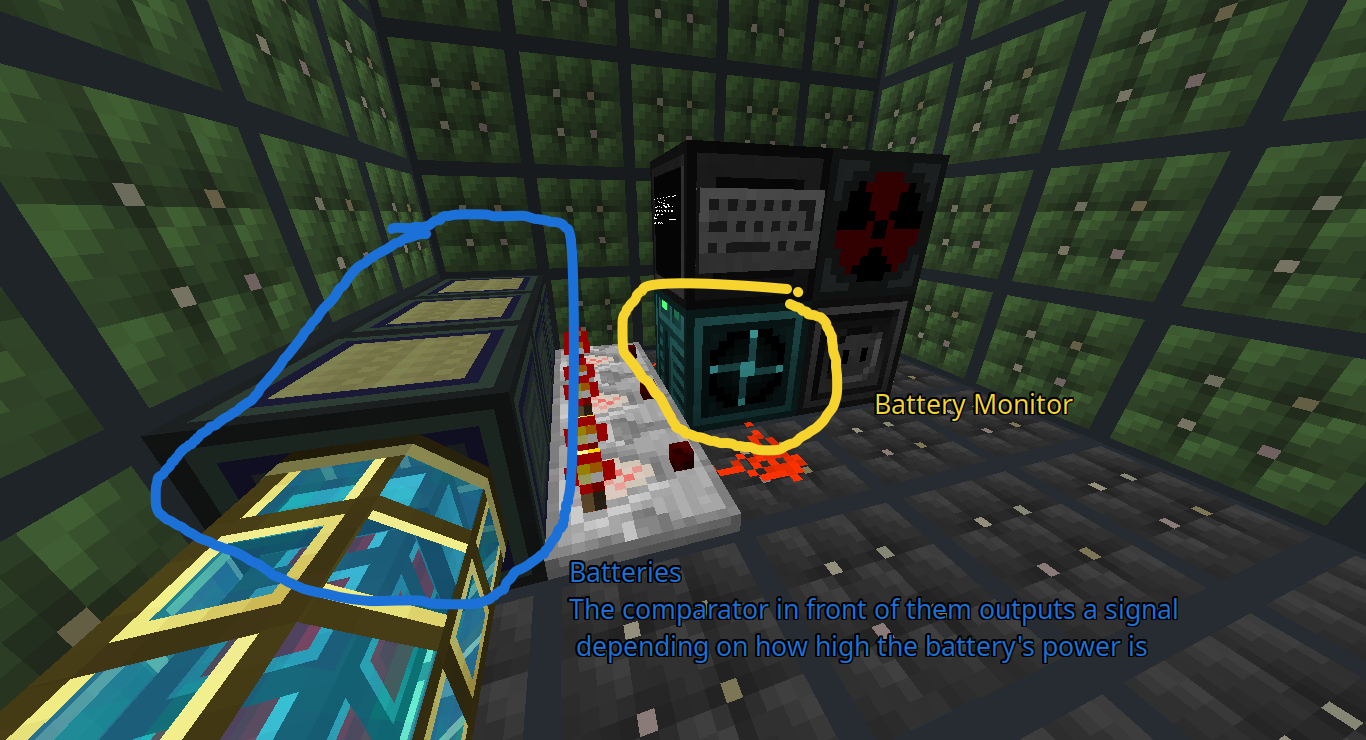 Battery Monitor
Batteries
The comparator in front of them outputs a signal
depending on how high the battery's power is